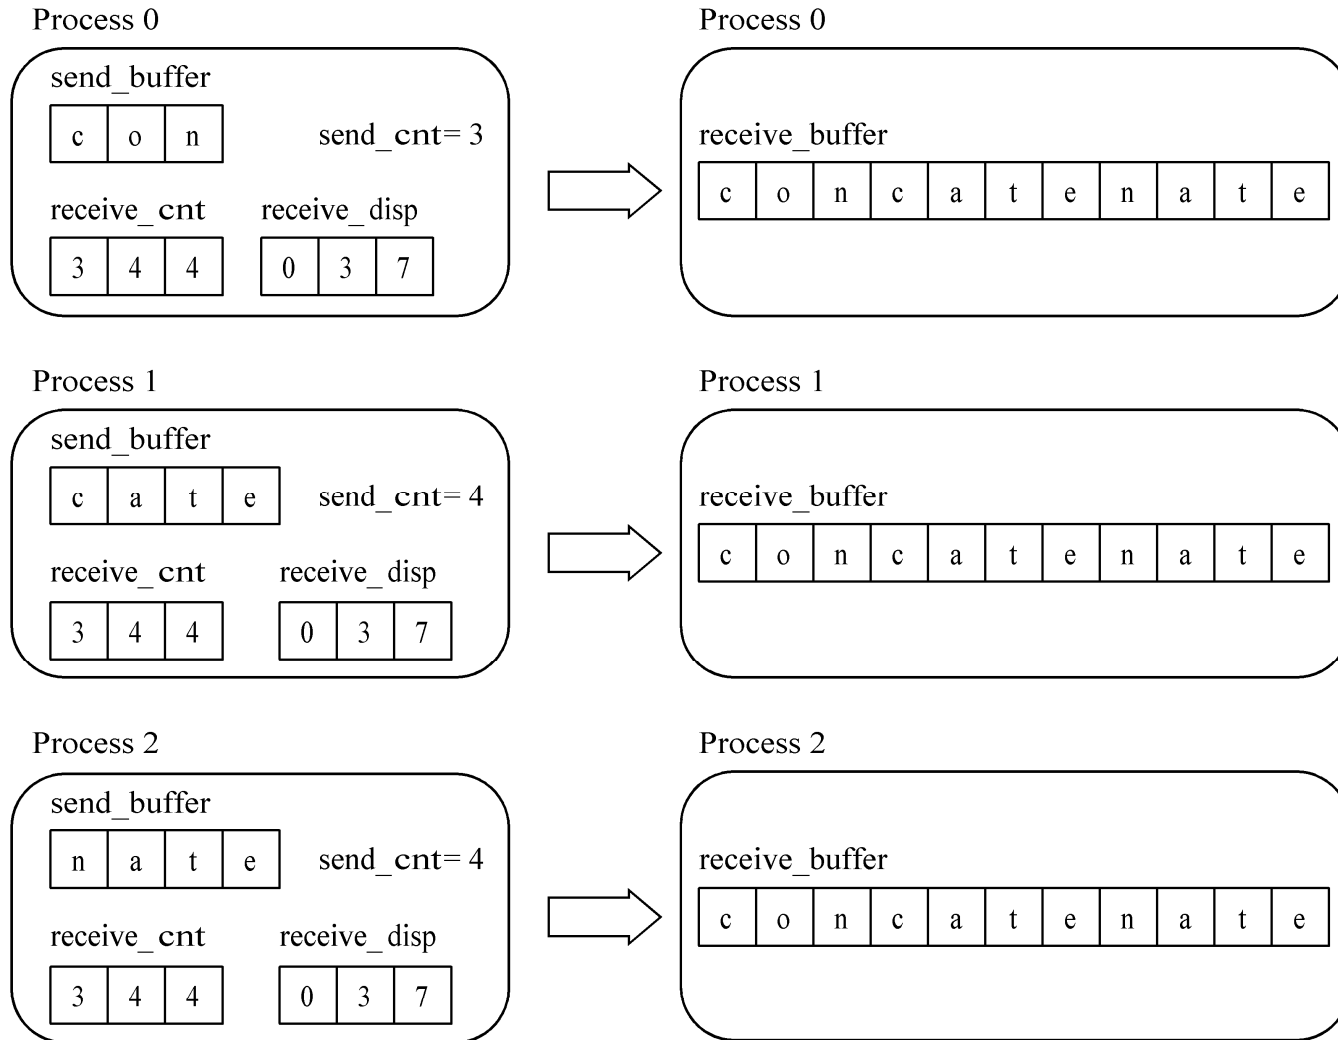 Process 0
Process 0
send_buffer
c o n
send_cnt= 3
receive_buffer
c o n c a t e n a t e
receive_cnt receive_disp
3 4 4
0 3 7
Process 1
Process 1
send_buffer
c a t e
send_cnt= 4
receive_buffer
c o n c a t e n a t e
receive_cnt receive_disp
3 4 4
0 3 7
Process 2
Process 2
send_buffer
n a t e
send_cnt= 4
receive_buffer
c o n c a t e n a t e
receive_cnt receive_disp
3 4 4
0 3 7